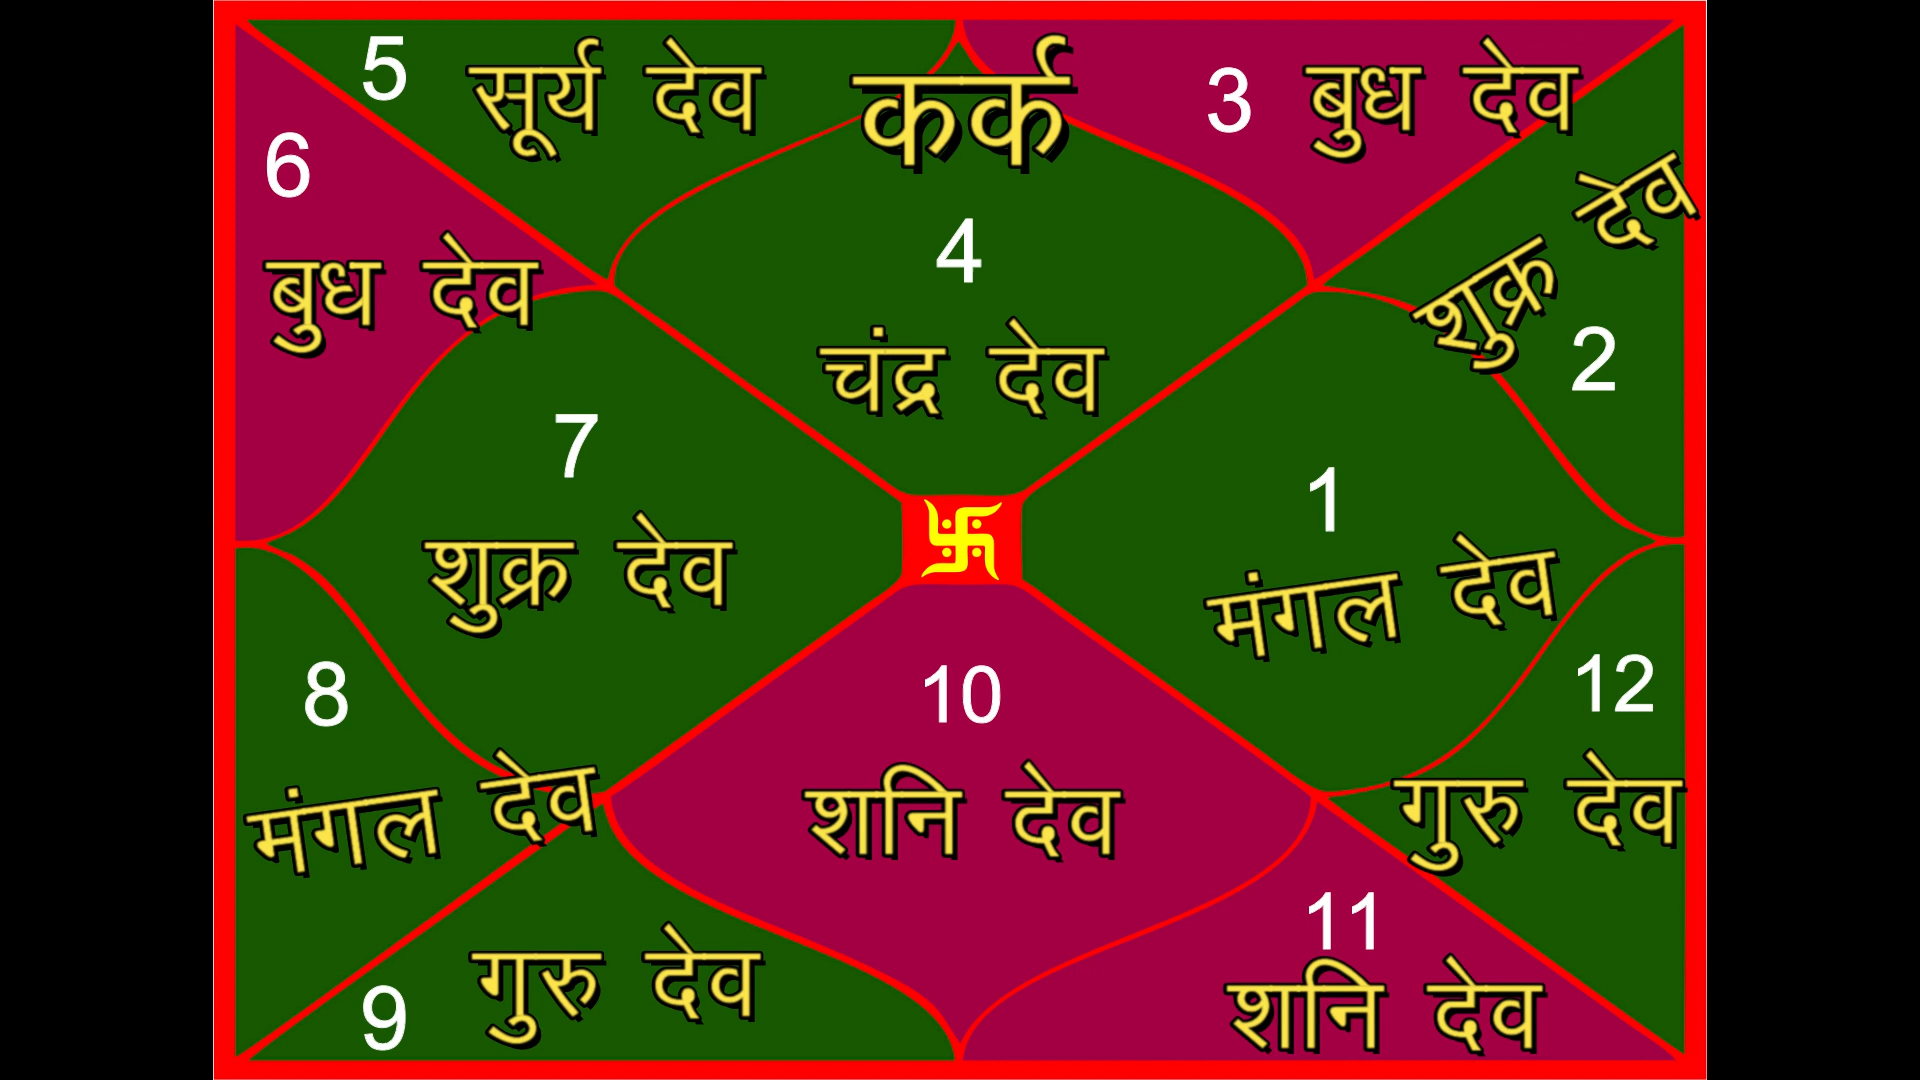 5 सूर्य देव
कर्क
3 बुध देव
6
बुध देव
4
चंद्र देव
शुक्र देव
2
7
शुक्र देव
1
मंगल देव
8
मंगल देव
10
शनि देव
12
गुरु देव
9 गुरु देव
11
शनि देव